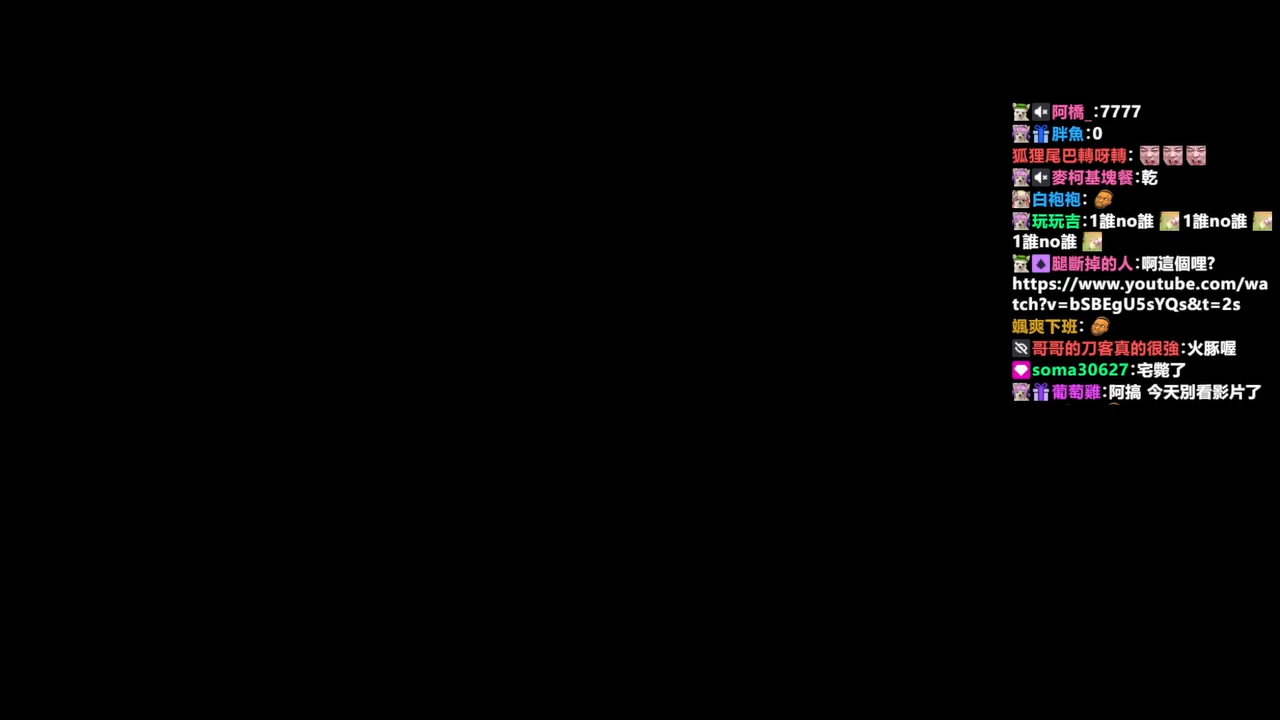 阿橋_:7777
胖魚:0
狐狸尾巴轉呀轉:
麥柯基塊餐:乾
白袍袍:
玩玩吉:1誰no誰 1誰no誰
1誰no誰
腿斷掉的人:啊這個哩?
https://www.youtube.com/wa
tch?v=bSBEgU5sYQs&t=2s
颯爽下班:
哥哥的刀客真的很強:火豚喔
soma30627:宅斃了
葡萄雞:阿搞 今天別看影片了